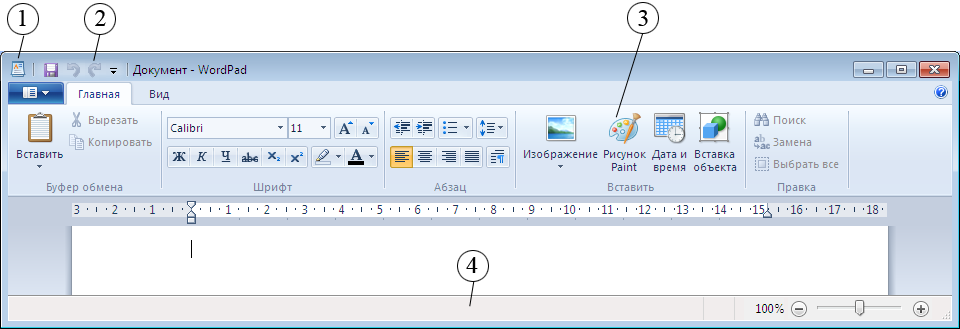 1 2 3
Документ - WordPad
Главная Вид
Вставить
Вырезать
Копировать
Буфер обмена
Calibri 11 А А
Ж К Ч abc X₂ X² А
Шрифт
Абзац
Изображение
Рисунок
Paint
Дата и
время
Вставка
объекта
Вставить
Поиск
Замена
Выбрать все
Правка
3 2 1 1 2 3 4 5 6 7 8 9 10 11 12 13 14 15 16 17 18
4
100%